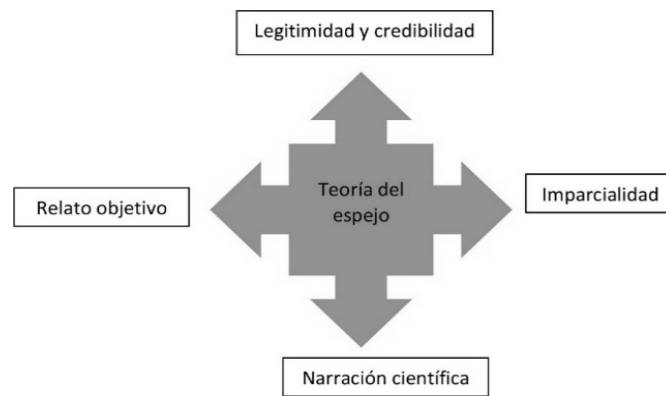 Legitimidad y credibilidad
Relato objetivo
Teoría del
espejo
Imparcialidad
Narración científica